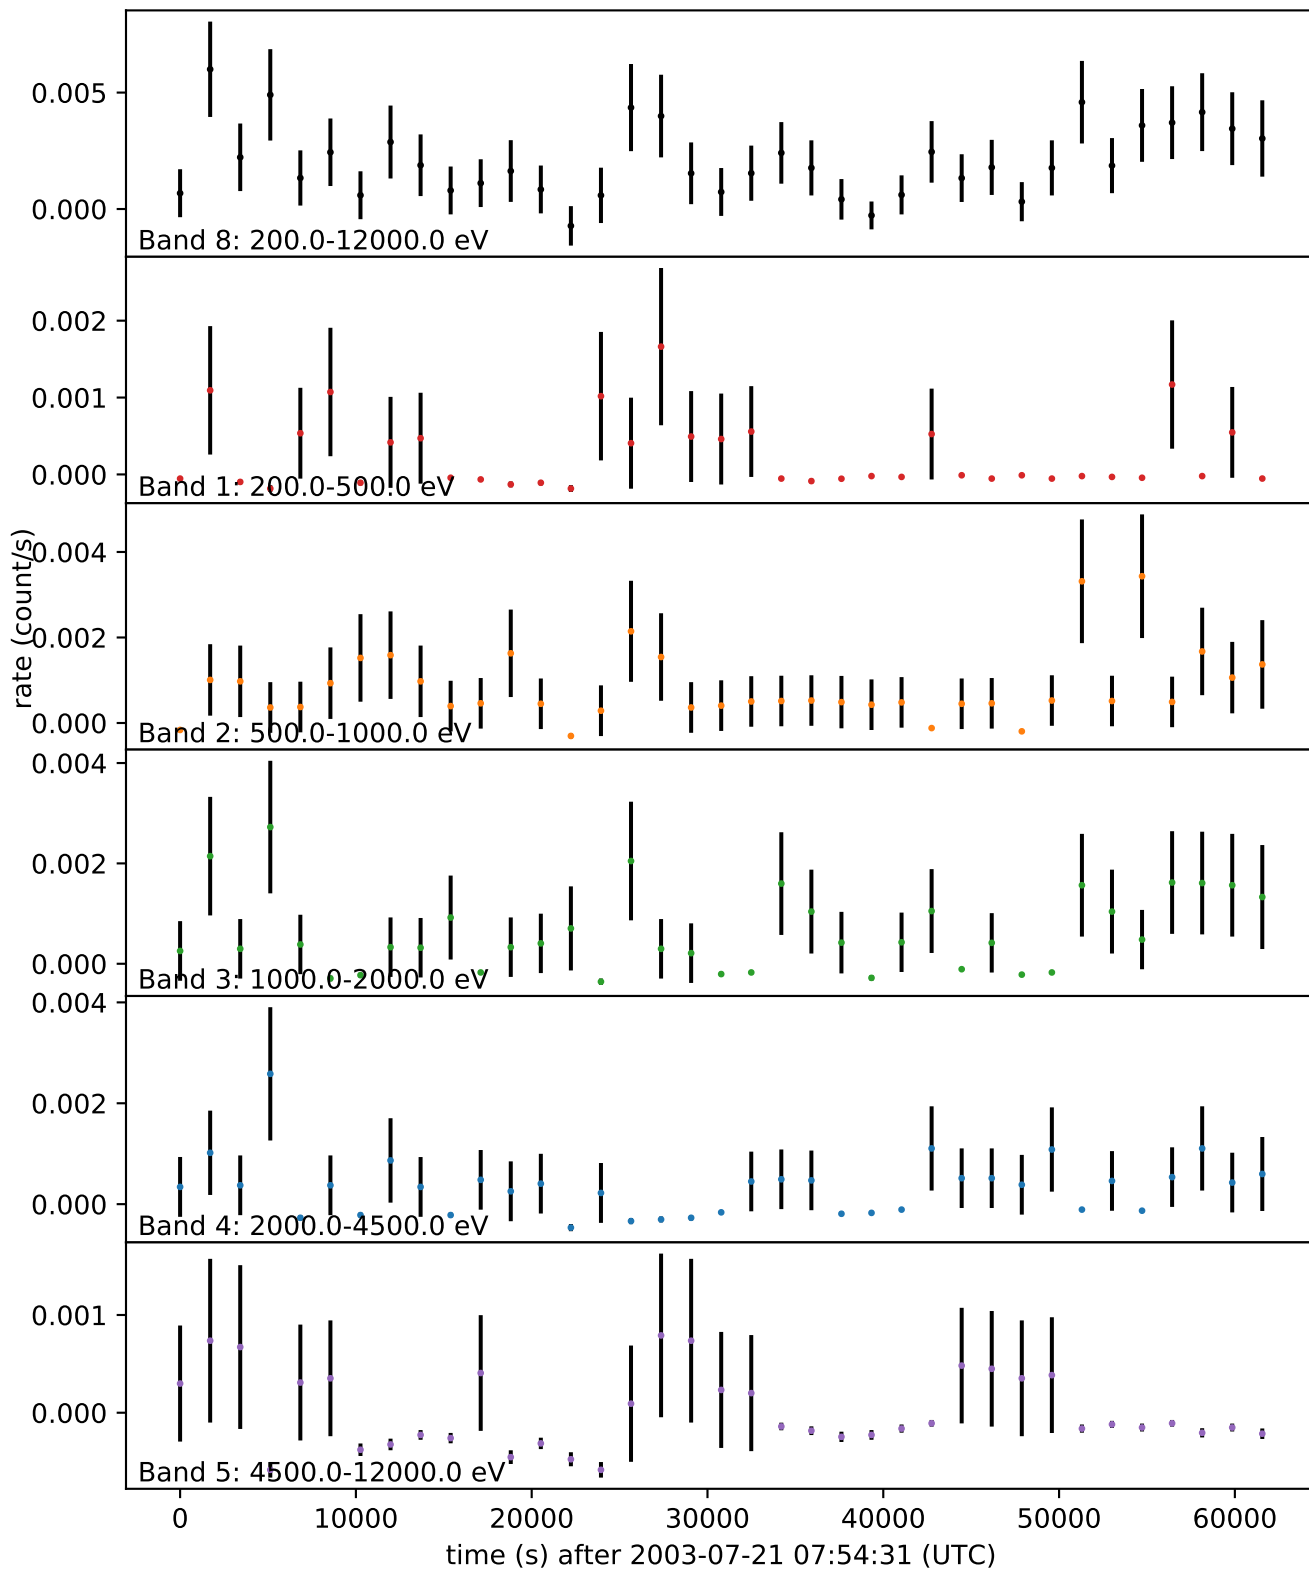 0.005
0.000
Band 8: 200.0-12000.0 eV
0.002
0.001
0.000
Band 1: 200.0-500.0 eV
rate (count/s)
0.004
0.002
0.000
Band 2: 500.0-1000.0 eV
0.004
0.002
0.000
Band 3: 1000.0-2000.0 eV
0.004
0.002
0.000
Band 4: 2000.0-4500.0 eV
0.001
0.000
Band 5: 4500.0-12000.0 eV
0 10000 20000 30000 40000 50000 60000
time (s) after 2003-07-21 07:54:31 (UTC)